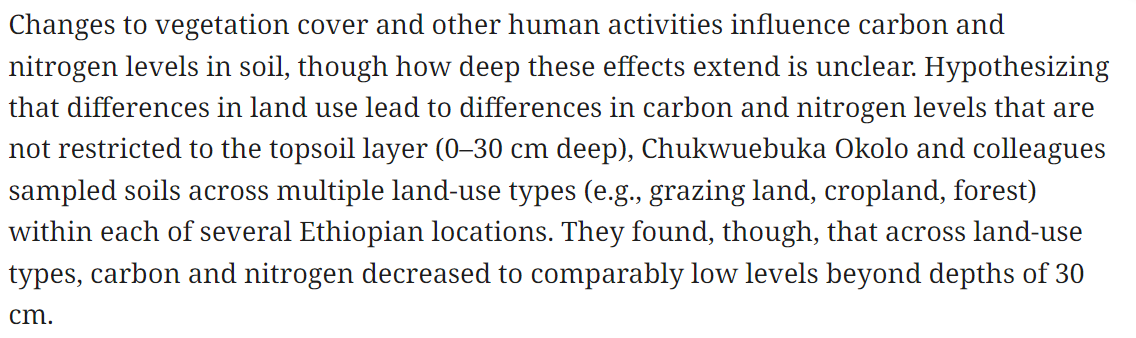 Changes to vegetation cover and other human activities influence carbon and
nitrogen levels in soil, though how deep these effects extend is unclear. Hypothesizing
that differences in land use lead to differences in carbon and nitrogen levels that are
not restricted to the topsoil layer (0–30 cm deep), Chukwuebuka Okolo and colleagues
sampled soils across multiple land-use types (e.g., grazing land, cropland, forest)
within each of several Ethiopian locations. They found, though, that across land-use
types, carbon and nitrogen decreased to comparably low levels beyond depths of 30
cm.